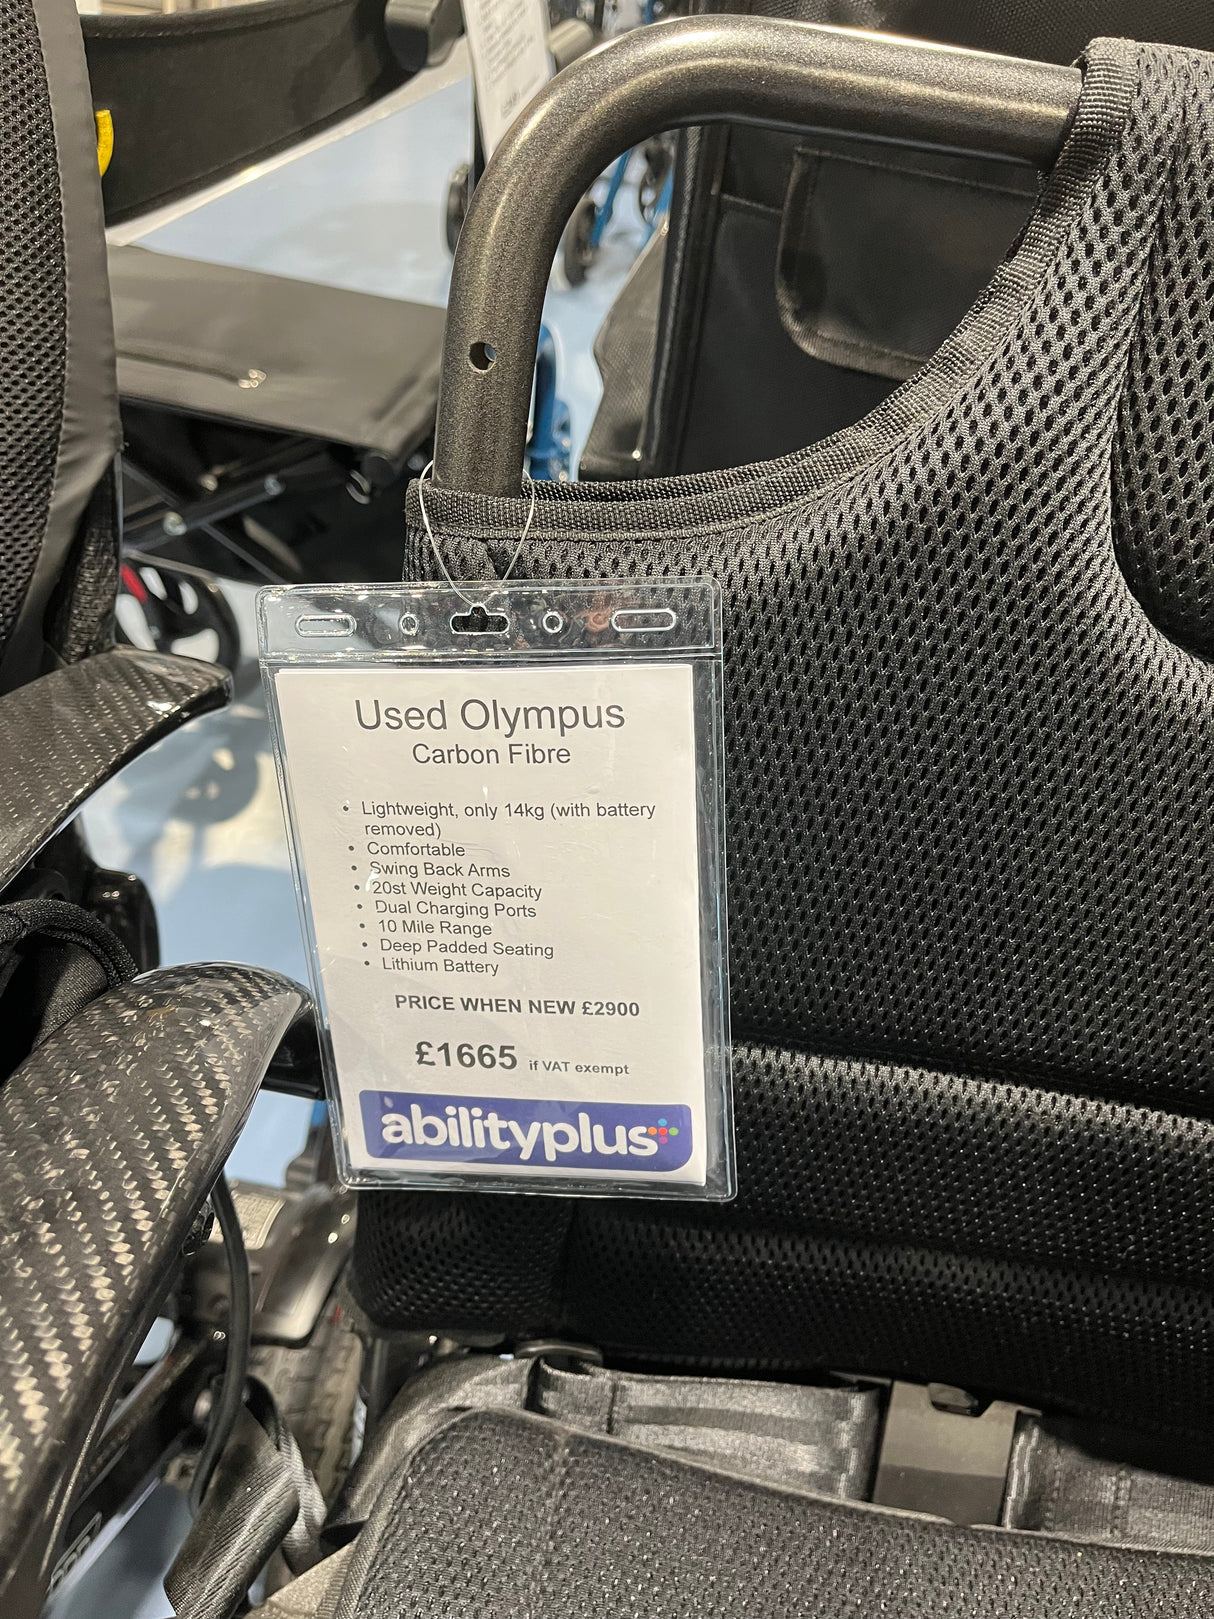 Used Olympus
Carbon Fibre
• Lightweight, only 14kg (with battery
removed)
• Comfortable
• Swing Back Arms
• 20st Weight Capacity
• Dual Charging Ports
• 10 Mile Range
• Deep Padded Seating
• Lithium Battery
PRICE WHEN NEW £2900
£1665 if VAT exempt
abilityplus